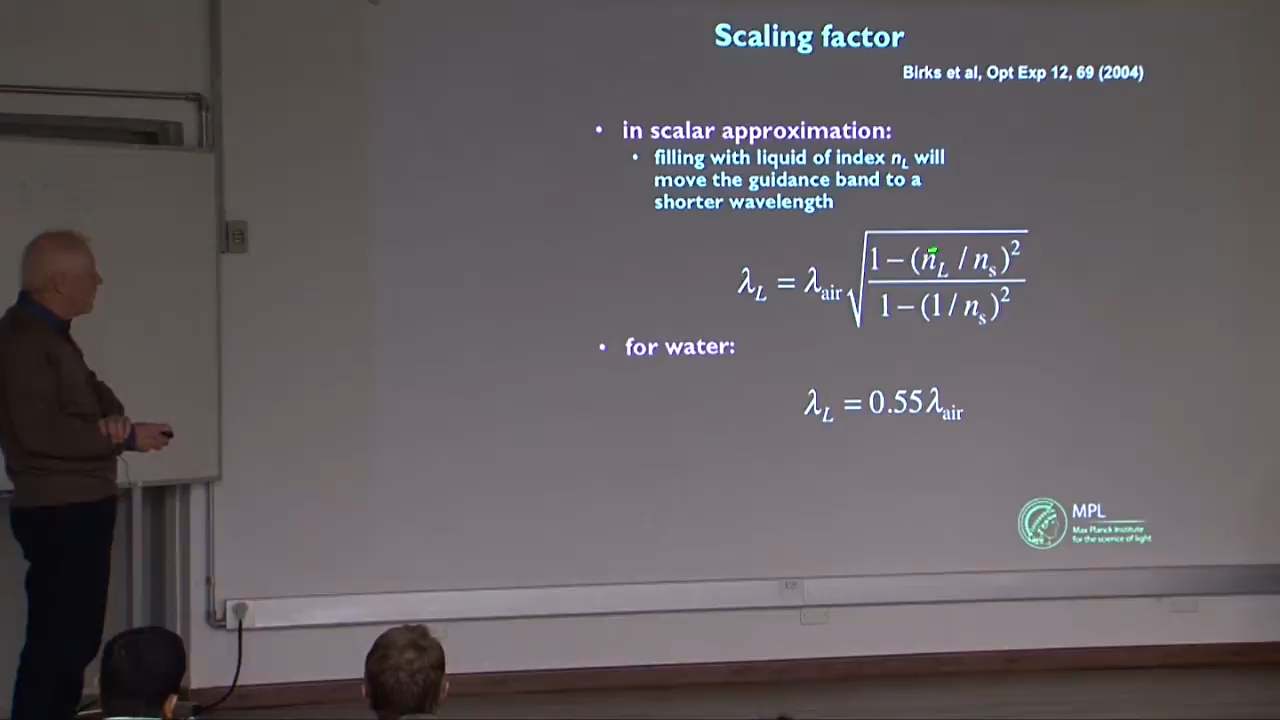 Scaling factor
Birks et al, Opt Exp 12, 69 (2004)
• in scalar approximation:
• filling with liquid of index n_L will
move the guidance band to a
shorter wavelength
λ_L = λ_air √((1 − (n_L / n_s)²) / (1 − (1 / n_s)²))
• for water:
λ_L = 0.55λ_air
MPL
Max Planck Institute
for the science of light